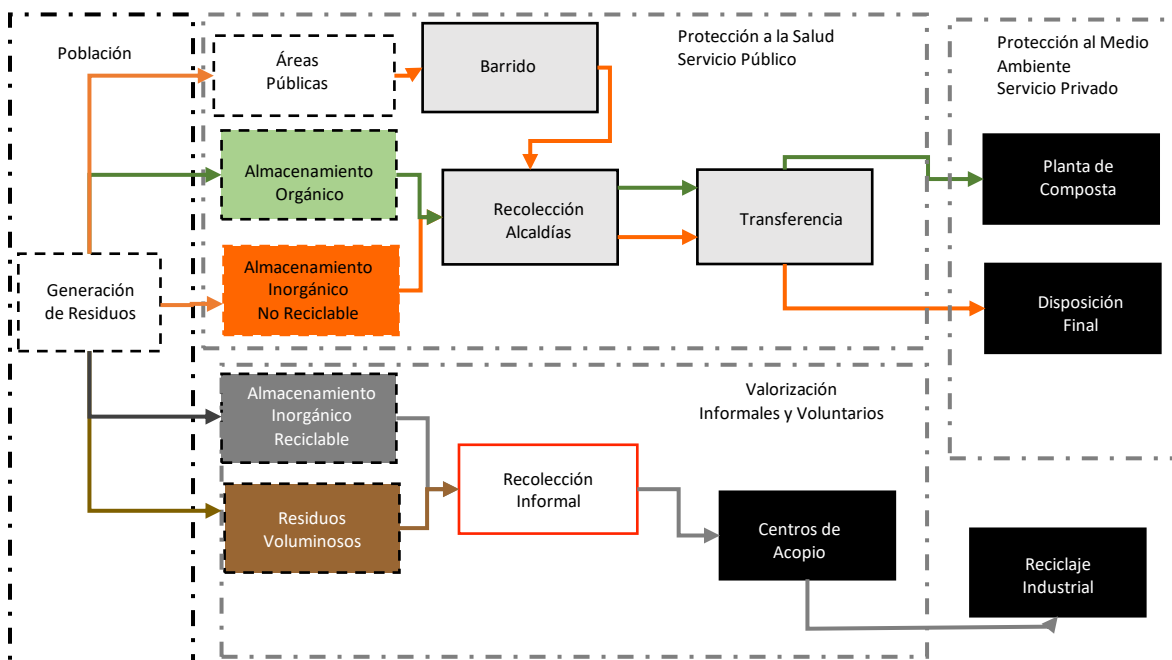 Población
Generación
de Residuos
Áreas
Públicas
Barrido
Protección a la Salud
Servicio Público
Almacenamiento
Orgánico
Recolección
Alcaldías
Transferencia
Almacenamiento
Inorgánico
No Reciclable
Protección al Medio
Ambiente
Servicio Privado
Planta de
Composta
Disposición
Final
Almacenamiento
Inorgánico
Reciclable
Valorización
Informales y Voluntarios
Residuos
Voluminosos
Recolección
Informal
Centros de
Acopio
Reciclaje
Industrial